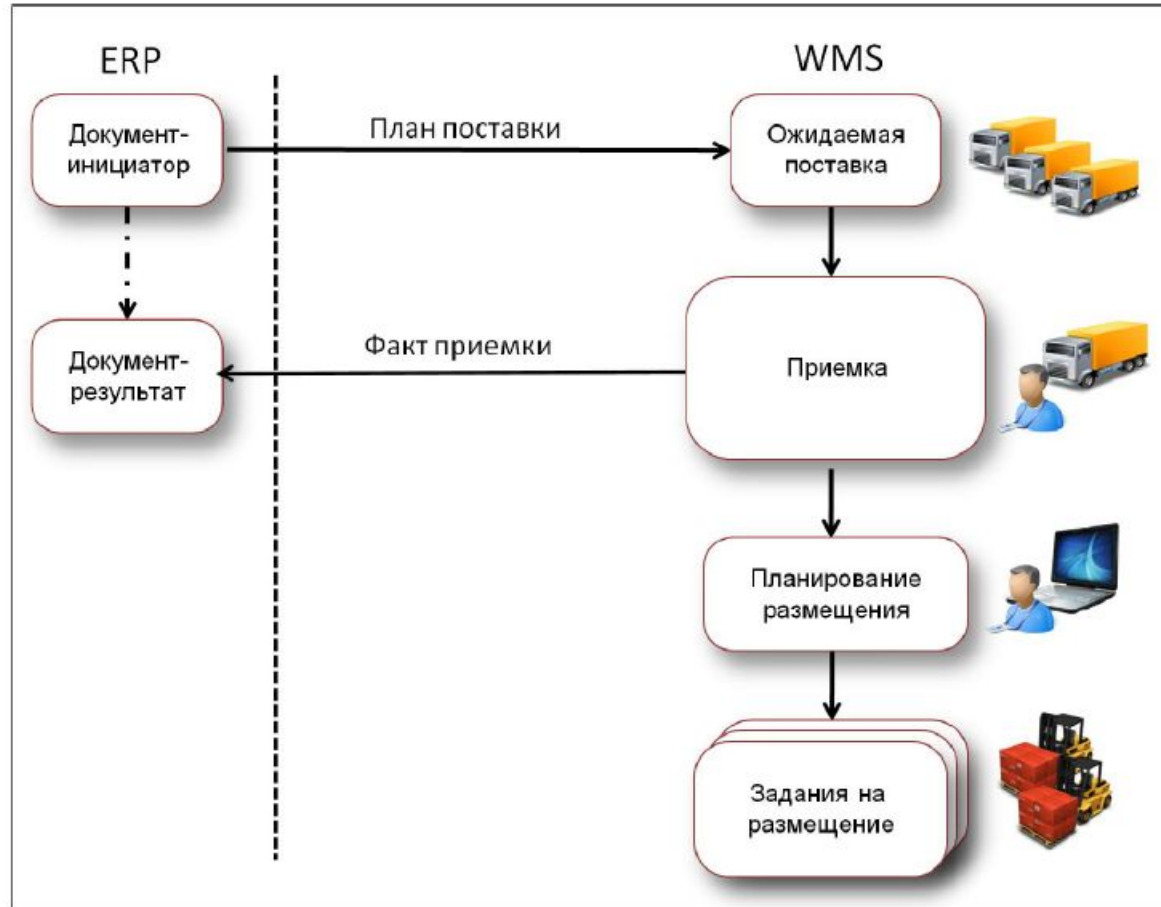 ERP
WMS
Документ-
инициатор
План поставки
Ожидаемая
поставка
Документ-
результат
Факт приемки
Приемка
Планирование
размещения
Задания на
размещение